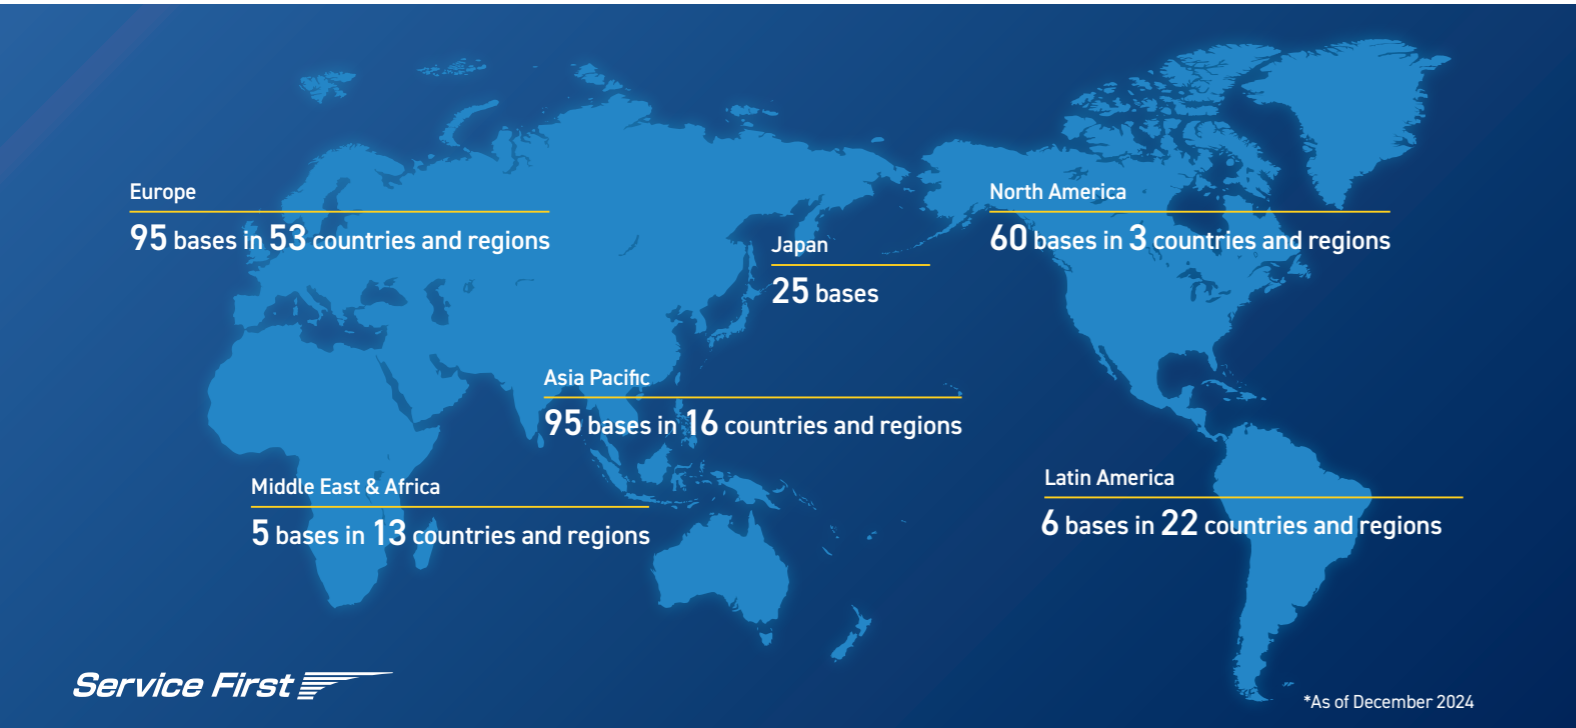 Europe
95 bases in 53 countries and regions
North America
60 bases in 3 countries and regions
Japan
25 bases
Asia Pacific
95 bases in 16 countries and regions
Middle East & Africa
5 bases in 13 countries and regions
Latin America
6 bases in 22 countries and regions
Service First
*As of December 2024